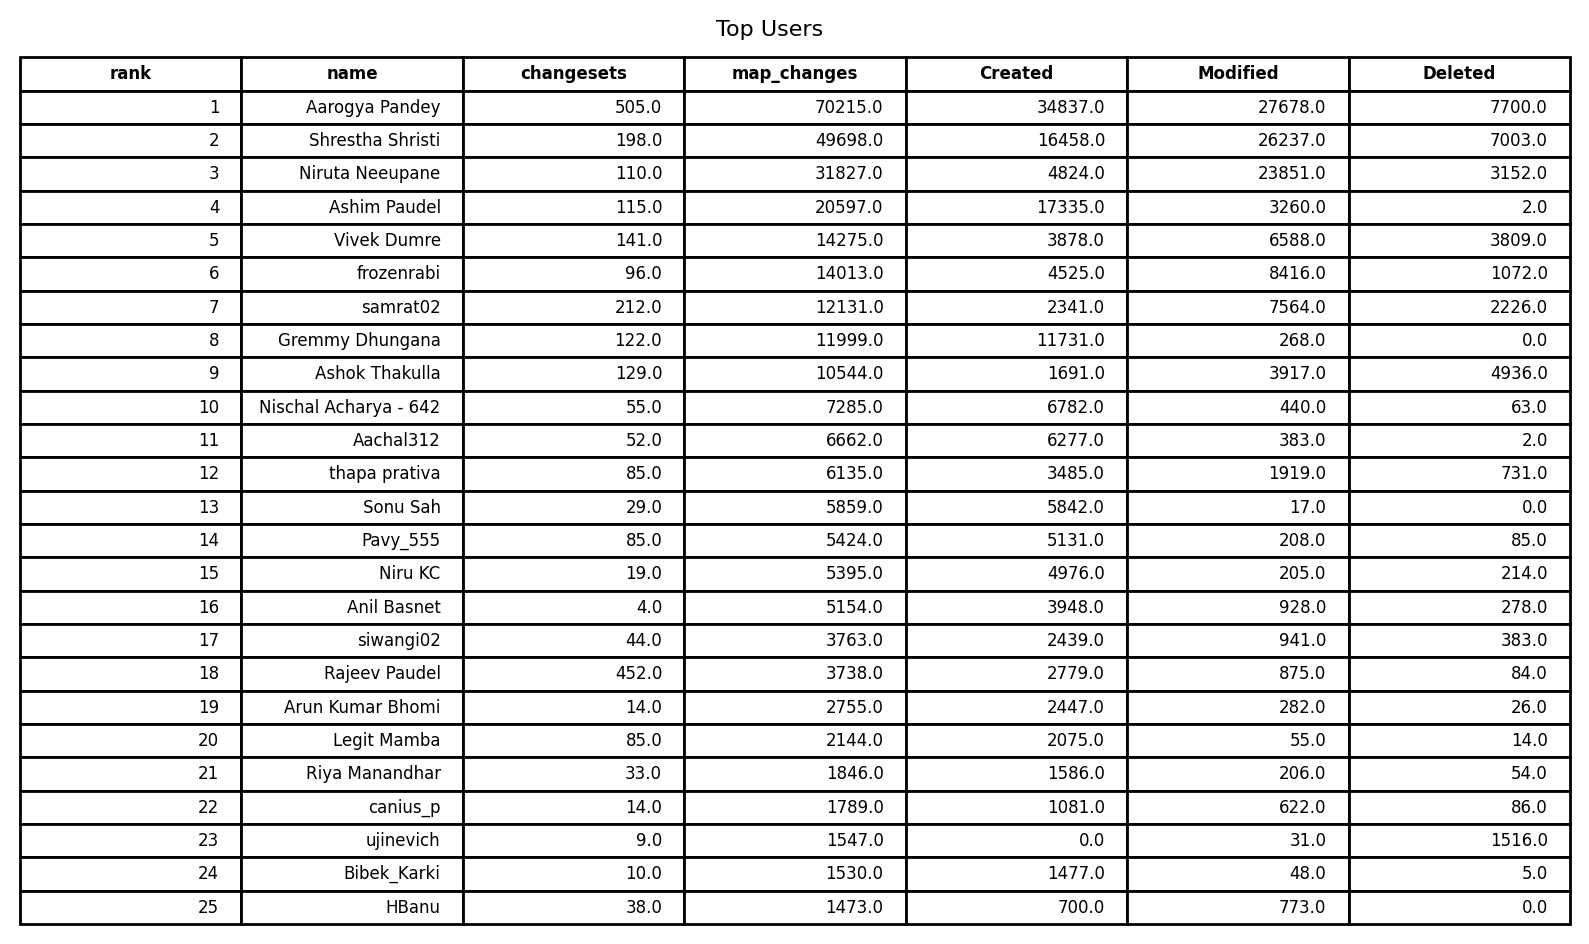 Top Users
rank name changesets map_changes Created Modified Deleted
1 Aarogya Pandey 505.0 70215.0 34837.0 27678.0 7700.0
2 Shrestha Shristi 198.0 49698.0 16458.0 26237.0 7003.0
3 Niruta Neeupane 110.0 31827.0 4824.0 23851.0 3152.0
4 Ashim Paudel 115.0 20597.0 17335.0 3260.0 2.0
5 Vivek Dumre 141.0 14275.0 3878.0 6588.0 3809.0
6 frozenrabi 96.0 14013.0 4525.0 8416.0 1072.0
7 samrat02 212.0 12131.0 2341.0 7564.0 2226.0
8 Gremmy Dhungana 122.0 11999.0 11731.0 268.0 0.0
9 Ashok Thakulla 129.0 10544.0 1691.0 3917.0 4936.0
10 Nischal Acharya - 642 55.0 7285.0 6782.0 440.0 63.0
11 Aachal312 52.0 6662.0 6277.0 383.0 2.0
12 thapa prativa 85.0 6135.0 3485.0 1919.0 731.0
13 Sonu Sah 29.0 5859.0 5842.0 17.0 0.0
14 Pavy_555 85.0 5424.0 5131.0 208.0 85.0
15 Niru KC 19.0 5395.0 4976.0 205.0 214.0
16 Anil Basnet 4.0 5154.0 3948.0 928.0 278.0
17 siwangi02 44.0 3763.0 2439.0 941.0 383.0
18 Rajeev Paudel 452.0 3738.0 2779.0 875.0 84.0
19 Arun Kumar Bhomi 14.0 2755.0 2447.0 282.0 26.0
20 Legit Mamba 85.0 2144.0 2075.0 55.0 14.0
21 Riya Manandhar 33.0 1846.0 1586.0 206.0 54.0
22 canius_p 14.0 1789.0 1081.0 622.0 86.0
23 ujinevich 9.0 1547.0 0.0 31.0 1516.0
24 Bibek_Karki 10.0 1530.0 1477.0 48.0 5.0
25 HBanu 38.0 1473.0 700.0 773.0 0.0